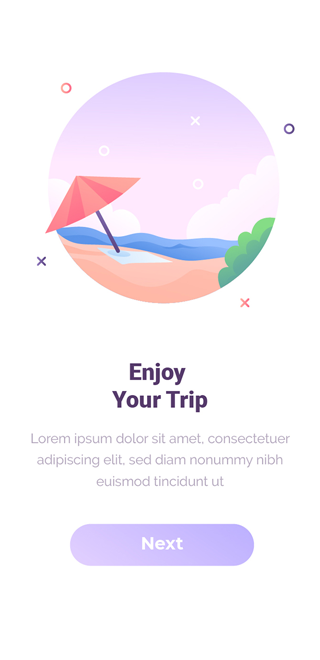 Enjoy
Your Trip
Lorem ipsum dolor sit amet, consectetuer
adipiscing elit, sed diam nonummy nibh
euismod tincidunt ut
Next